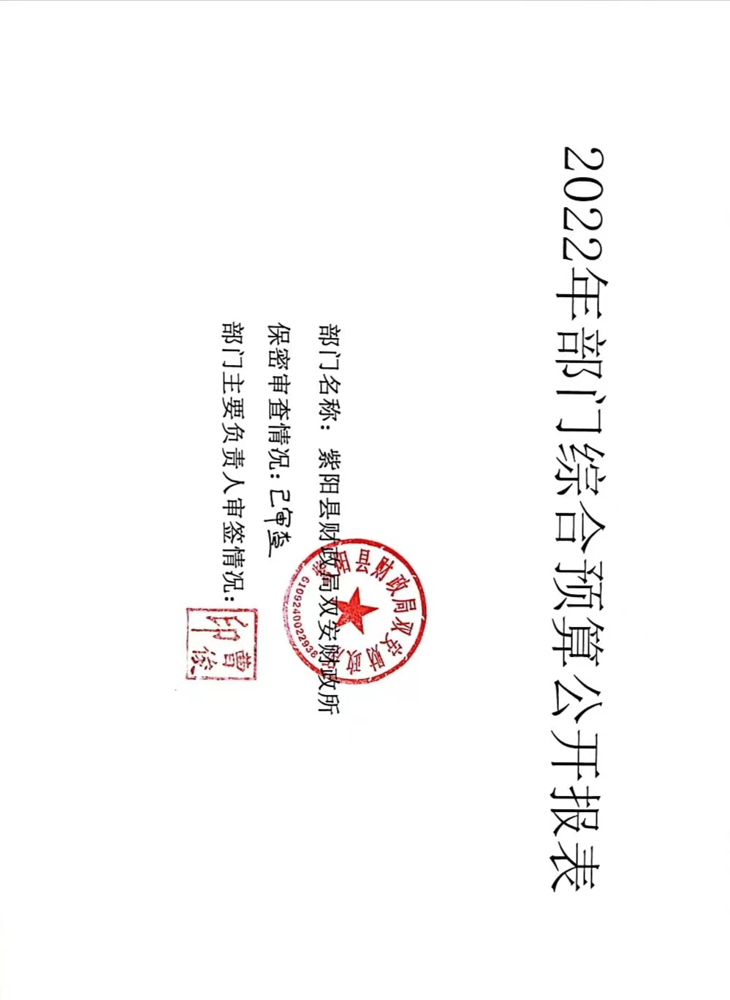 2022年部门综合预算公开报表
部门名称：紫阳县财政局双安财政所
保密审查情况：已审查
部门主要负责人审签情况：
紫阳县财政局双安财政所
6109240022938
曹徐
印